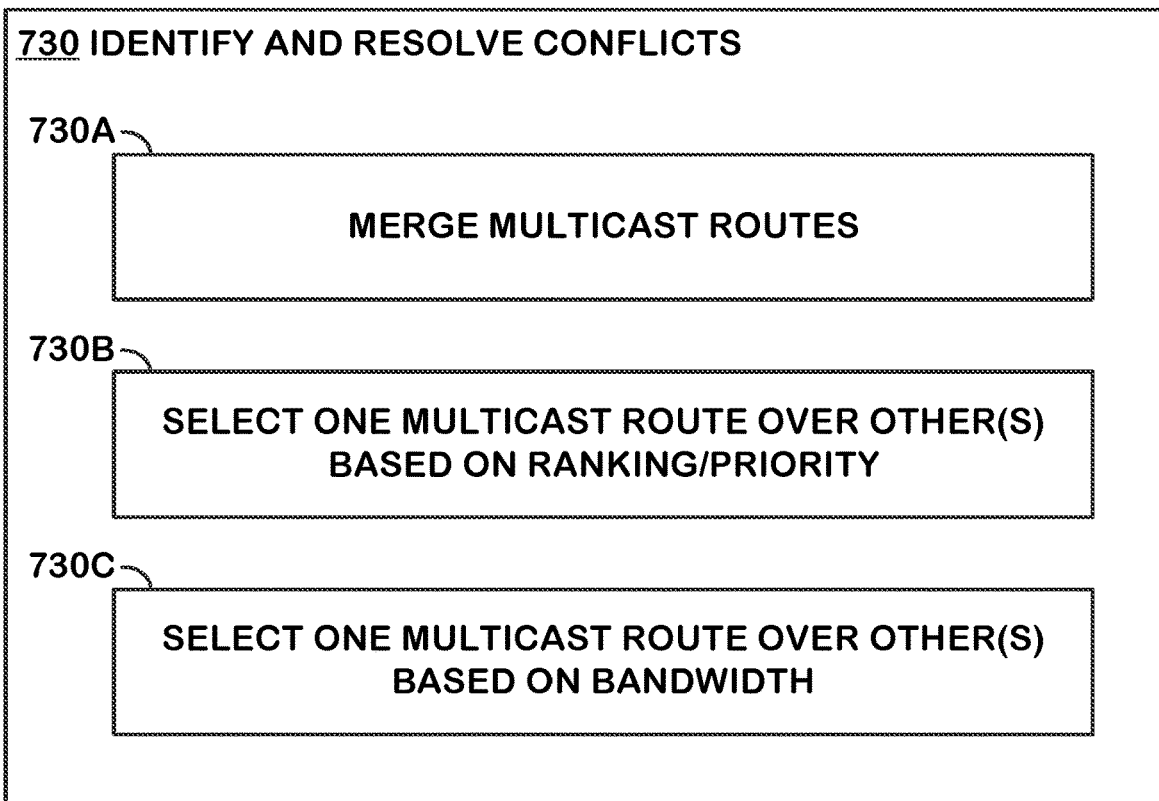 730 IDENTIFY AND RESOLVE CONFLICTS
730A
MERGE MULTICAST ROUTES
730B
SELECT ONE MULTICAST ROUTE OVER OTHER(S)
BASED ON RANKING/PRIORITY
730C
SELECT ONE MULTICAST ROUTE OVER OTHER(S)
BASED ON BANDWIDTH